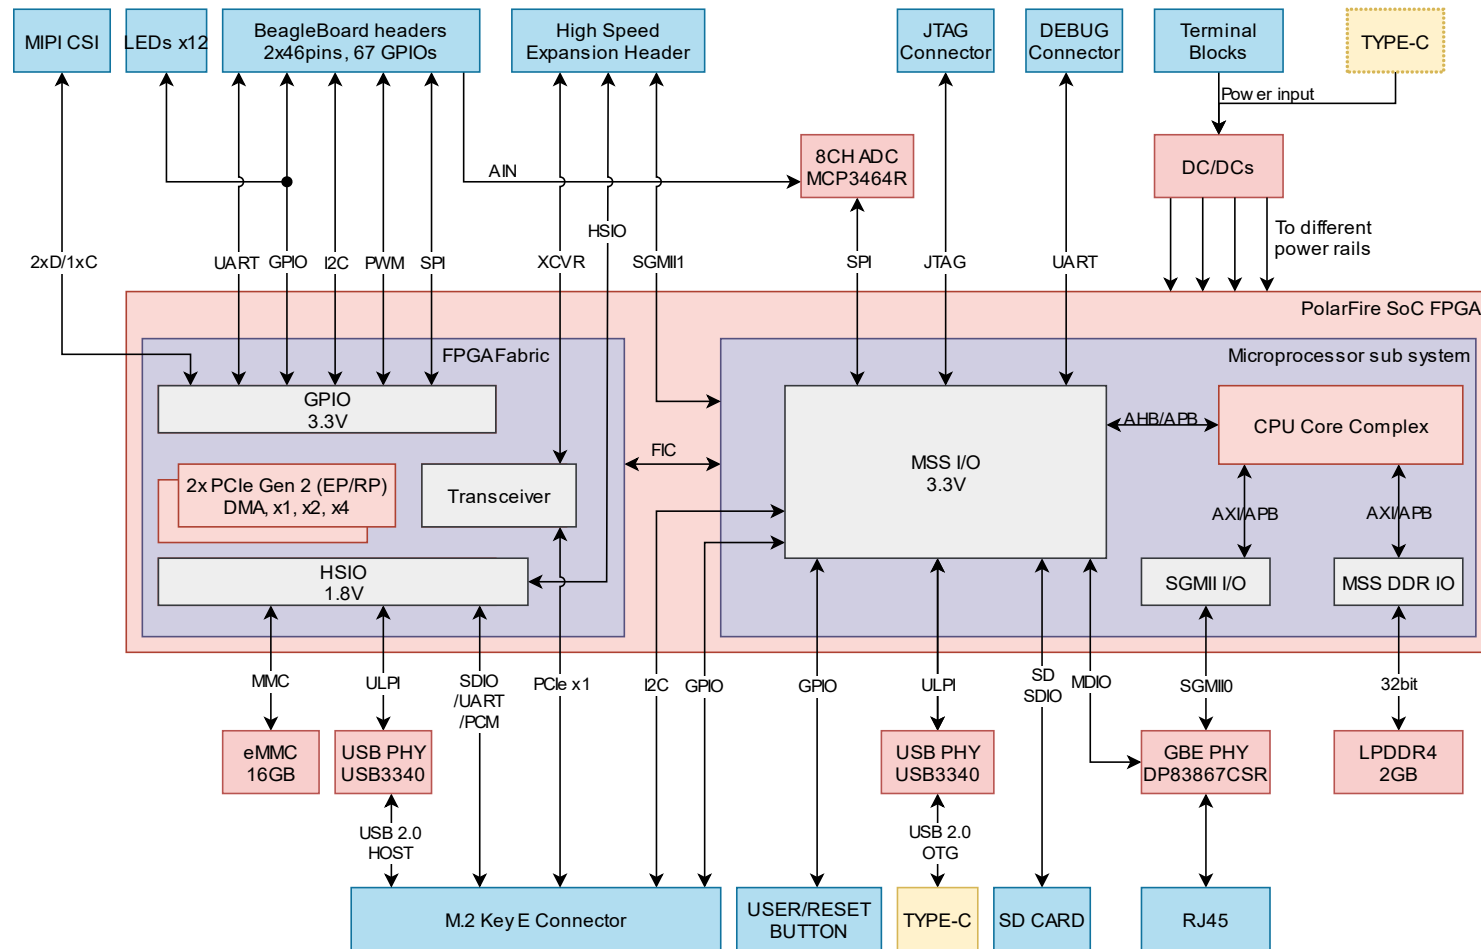 MIPI CSI
LEDs x12
BeagleBoard headers
2x46pins, 67 GPIOs
High Speed
Expansion Header
JTAG
Connector
DEBUG
Connector
Terminal
Blocks
TYPE-C
Power input
AIN
8CH ADC
MCP3464R
DC/DCs
To different
power rails
2xD/1xC
UART
GPIO
I2C
PWM
SPI
XCVR
HSIO
SGMII1
SPI
JTAG
UART
PolarFire SoC FPGA
FPGA Fabric
Microprocessor sub system
GPIO
3.3V
FIC
MSS I/O
3.3V
AHB/APB
CPU Core Complex
2x PCIe Gen 2 (EP/RP)
DMA, x1, x2, x4
Transceiver
AXI/APB
AXI/APB
HSIO
1.8V
SGMII I/O
MSS DDR IO
MMC
ULPI
SDIO
/UART
/PCM
PCIe x1
I2C
GPIO
GPIO
ULPI
SD
SDIO
MDIO
SGMII0
32bit
eMMC
16GB
USB PHY
USB3340
USB PHY
USB3340
GBE PHY
DP83867CSR
LPDDR4
2GB
USB 2.0
HOST
USB 2.0
OTG
M.2 Key E Connector
USER/RESET
BUTTON
TYPE-C
SD CARD
RJ45